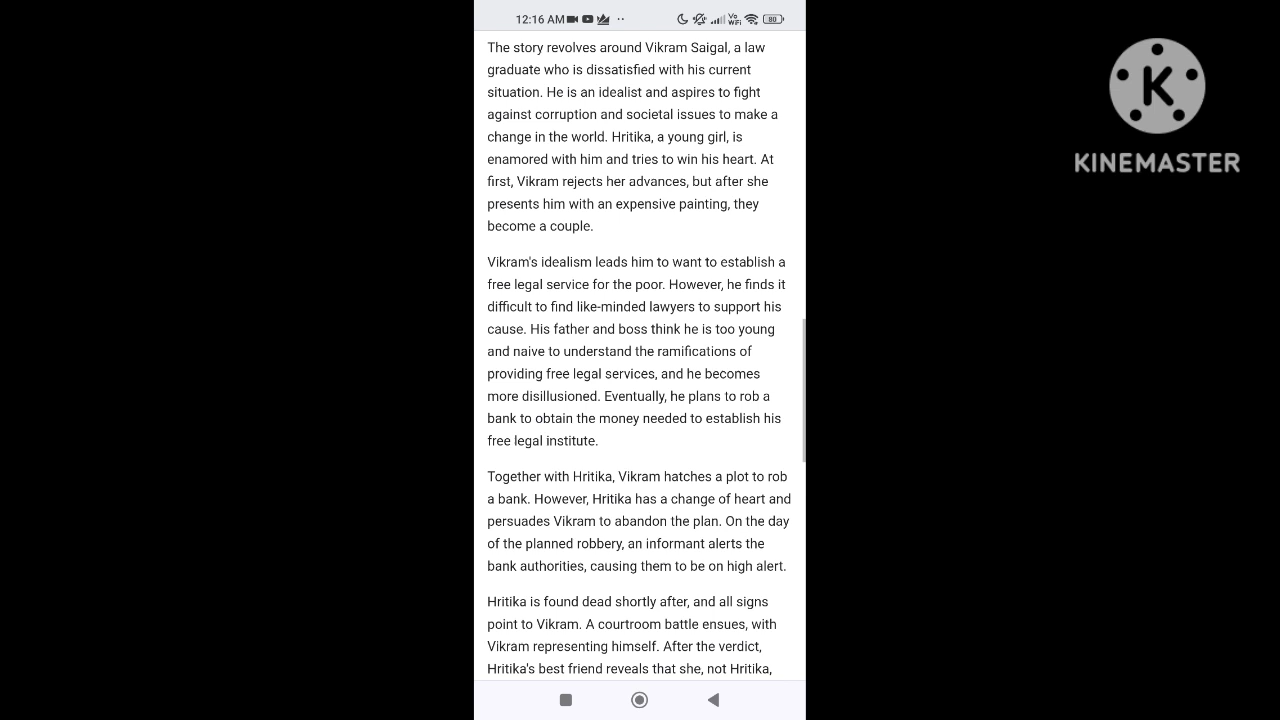 12:16 AM
Vo
WiFi
80
The story revolves around Vikram Saigal, a law
graduate who is dissatisfied with his current
situation. He is an idealist and aspires to fight
against corruption and societal issues to make a
change in the world. Hritika, a young girl, is
enamored with him and tries to win his heart. At
first, Vikram rejects her advances, but after she
presents him with an expensive painting, they
become a couple.
Vikram's idealism leads him to want to establish a
free legal service for the poor. However, he finds it
difficult to find like-minded lawyers to support his
cause. His father and boss think he is too young
and naive to understand the ramifications of
providing free legal services, and he becomes
more disillusioned. Eventually, he plans to rob a
bank to obtain the money needed to establish his
free legal institute.
Together with Hritika, Vikram hatches a plot to rob
a bank. However, Hritika has a change of heart and
persuades Vikram to abandon the plan. On the day
of the planned robbery, an informant alerts the
bank authorities, causing them to be on high alert.
Hritika is found dead shortly after, and all signs
point to Vikram. A courtroom battle ensues, with
Vikram representing himself. After the verdict,
Hritika's best friend reveals that she, not Hritika,
K
KINEMASTER